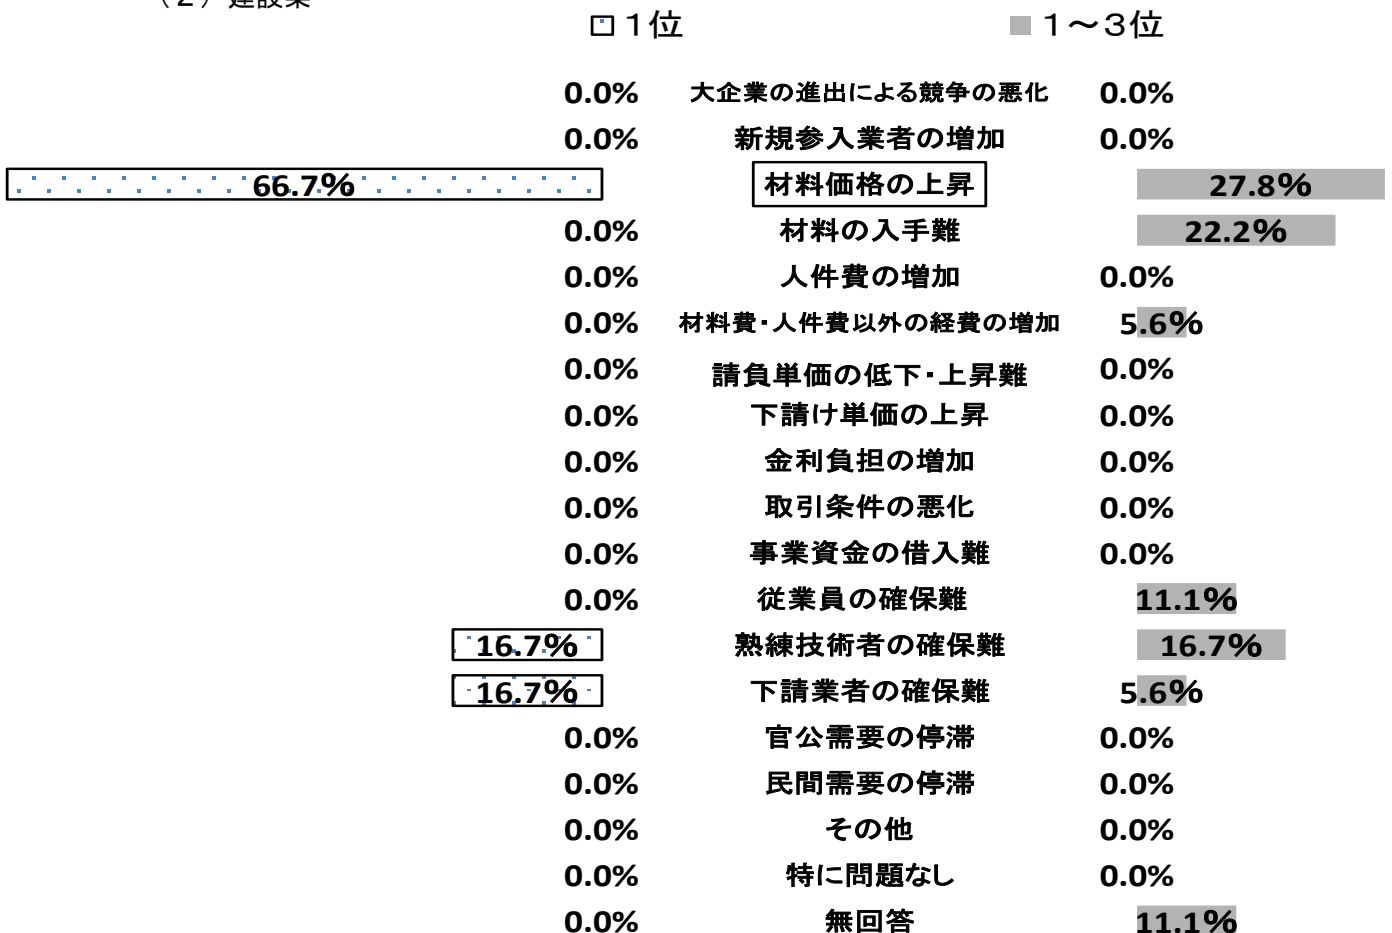 （２）建設業
１位 １～３位
0.0% 大企業の進出による競争の悪化 0.0%
0.0% 新規参入業者の増加 0.0%
66.7% 材料価格の上昇 27.8%
0.0% 材料の入手難 22.2%
0.0% 人件費の増加 0.0%
0.0% 材料費・人件費以外の経費の増加 5.6%
0.0% 請負単価の低下・上昇難 0.0%
0.0% 下請け単価の上昇 0.0%
0.0% 金利負担の増加 0.0%
0.0% 取引条件の悪化 0.0%
0.0% 事業資金の借入難 0.0%
0.0% 従業員の確保難 11.1%
16.7% 熟練技術者の確保難 16.7%
16.7% 下請業者の確保難 5.6%
0.0% 官公需要の停滞 0.0%
0.0% 民間需要の停滞 0.0%
0.0% その他 0.0%
0.0% 特に問題なし 0.0%
0.0% 無回答 11.1%